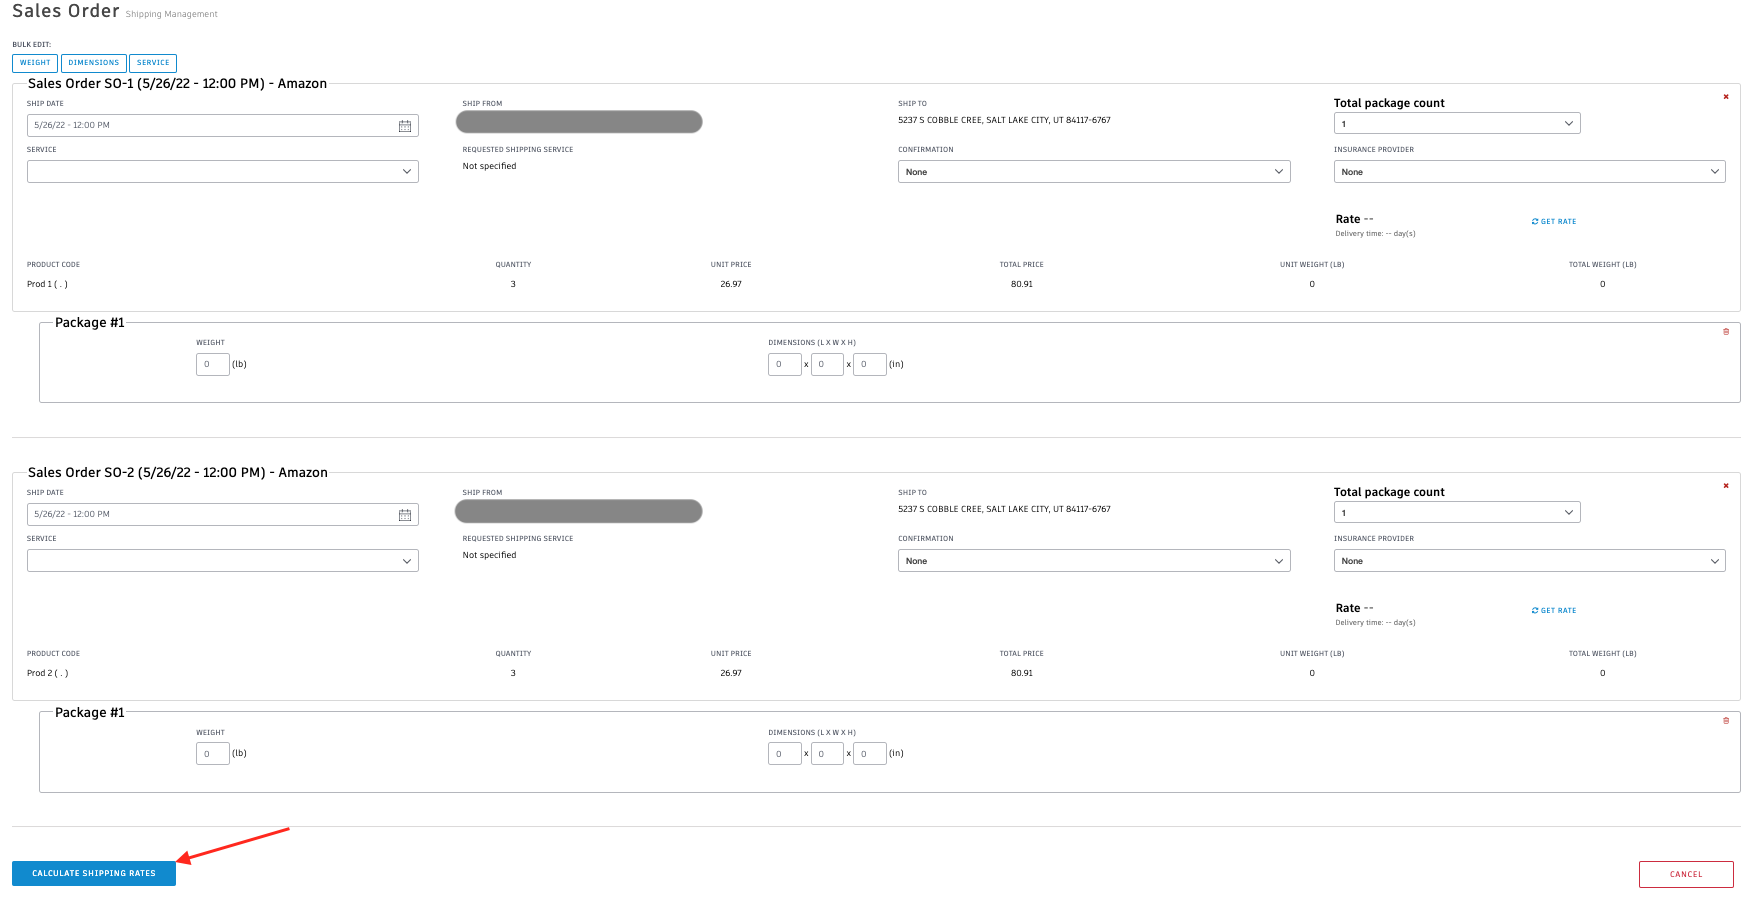 Sales Order Shipping Management
BULK EDIT:
WEIGHT DIMENSIONS SERVICE
Sales Order SO-1 (5/26/22 - 12:00 PM) - Amazon
SHIP DATE SHIP FROM SHIP TO Total package count
5/26/22 - 12:00 PM 5237 S COBBLE CREE, SALT LAKE CITY, UT 84117-6767 1
SERVICE REQUESTED SHIPPING SERVICE CONFIRMATION INSURANCE PROVIDER
Not specified None None
Rate -- GET RATE
Delivery time: -- day(s)
PRODUCT CODE QUANTITY UNIT PRICE TOTAL PRICE UNIT WEIGHT (LB) TOTAL WEIGHT (LB)
Prod 1 ( . ) 3 26.97 80.91 0 0
Package #1
WEIGHT DIMENSIONS (L X W X H)
0 (lb) 0 x 0 x 0 (in)
Sales Order SO-2 (5/26/22 - 12:00 PM) - Amazon
SHIP DATE SHIP FROM SHIP TO Total package count
5/26/22 - 12:00 PM 5237 S COBBLE CREE, SALT LAKE CITY, UT 84117-6767 1
SERVICE REQUESTED SHIPPING SERVICE CONFIRMATION INSURANCE PROVIDER
Not specified None None
Rate -- GET RATE
Delivery time: -- day(s)
PRODUCT CODE QUANTITY UNIT PRICE TOTAL PRICE UNIT WEIGHT (LB) TOTAL WEIGHT (LB)
Prod 2 ( . ) 3 26.97 80.91 0 0
Package #1
WEIGHT DIMENSIONS (L X W X H)
0 (lb) 0 x 0 x 0 (in)
CALCULATE SHIPPING RATES CANCEL